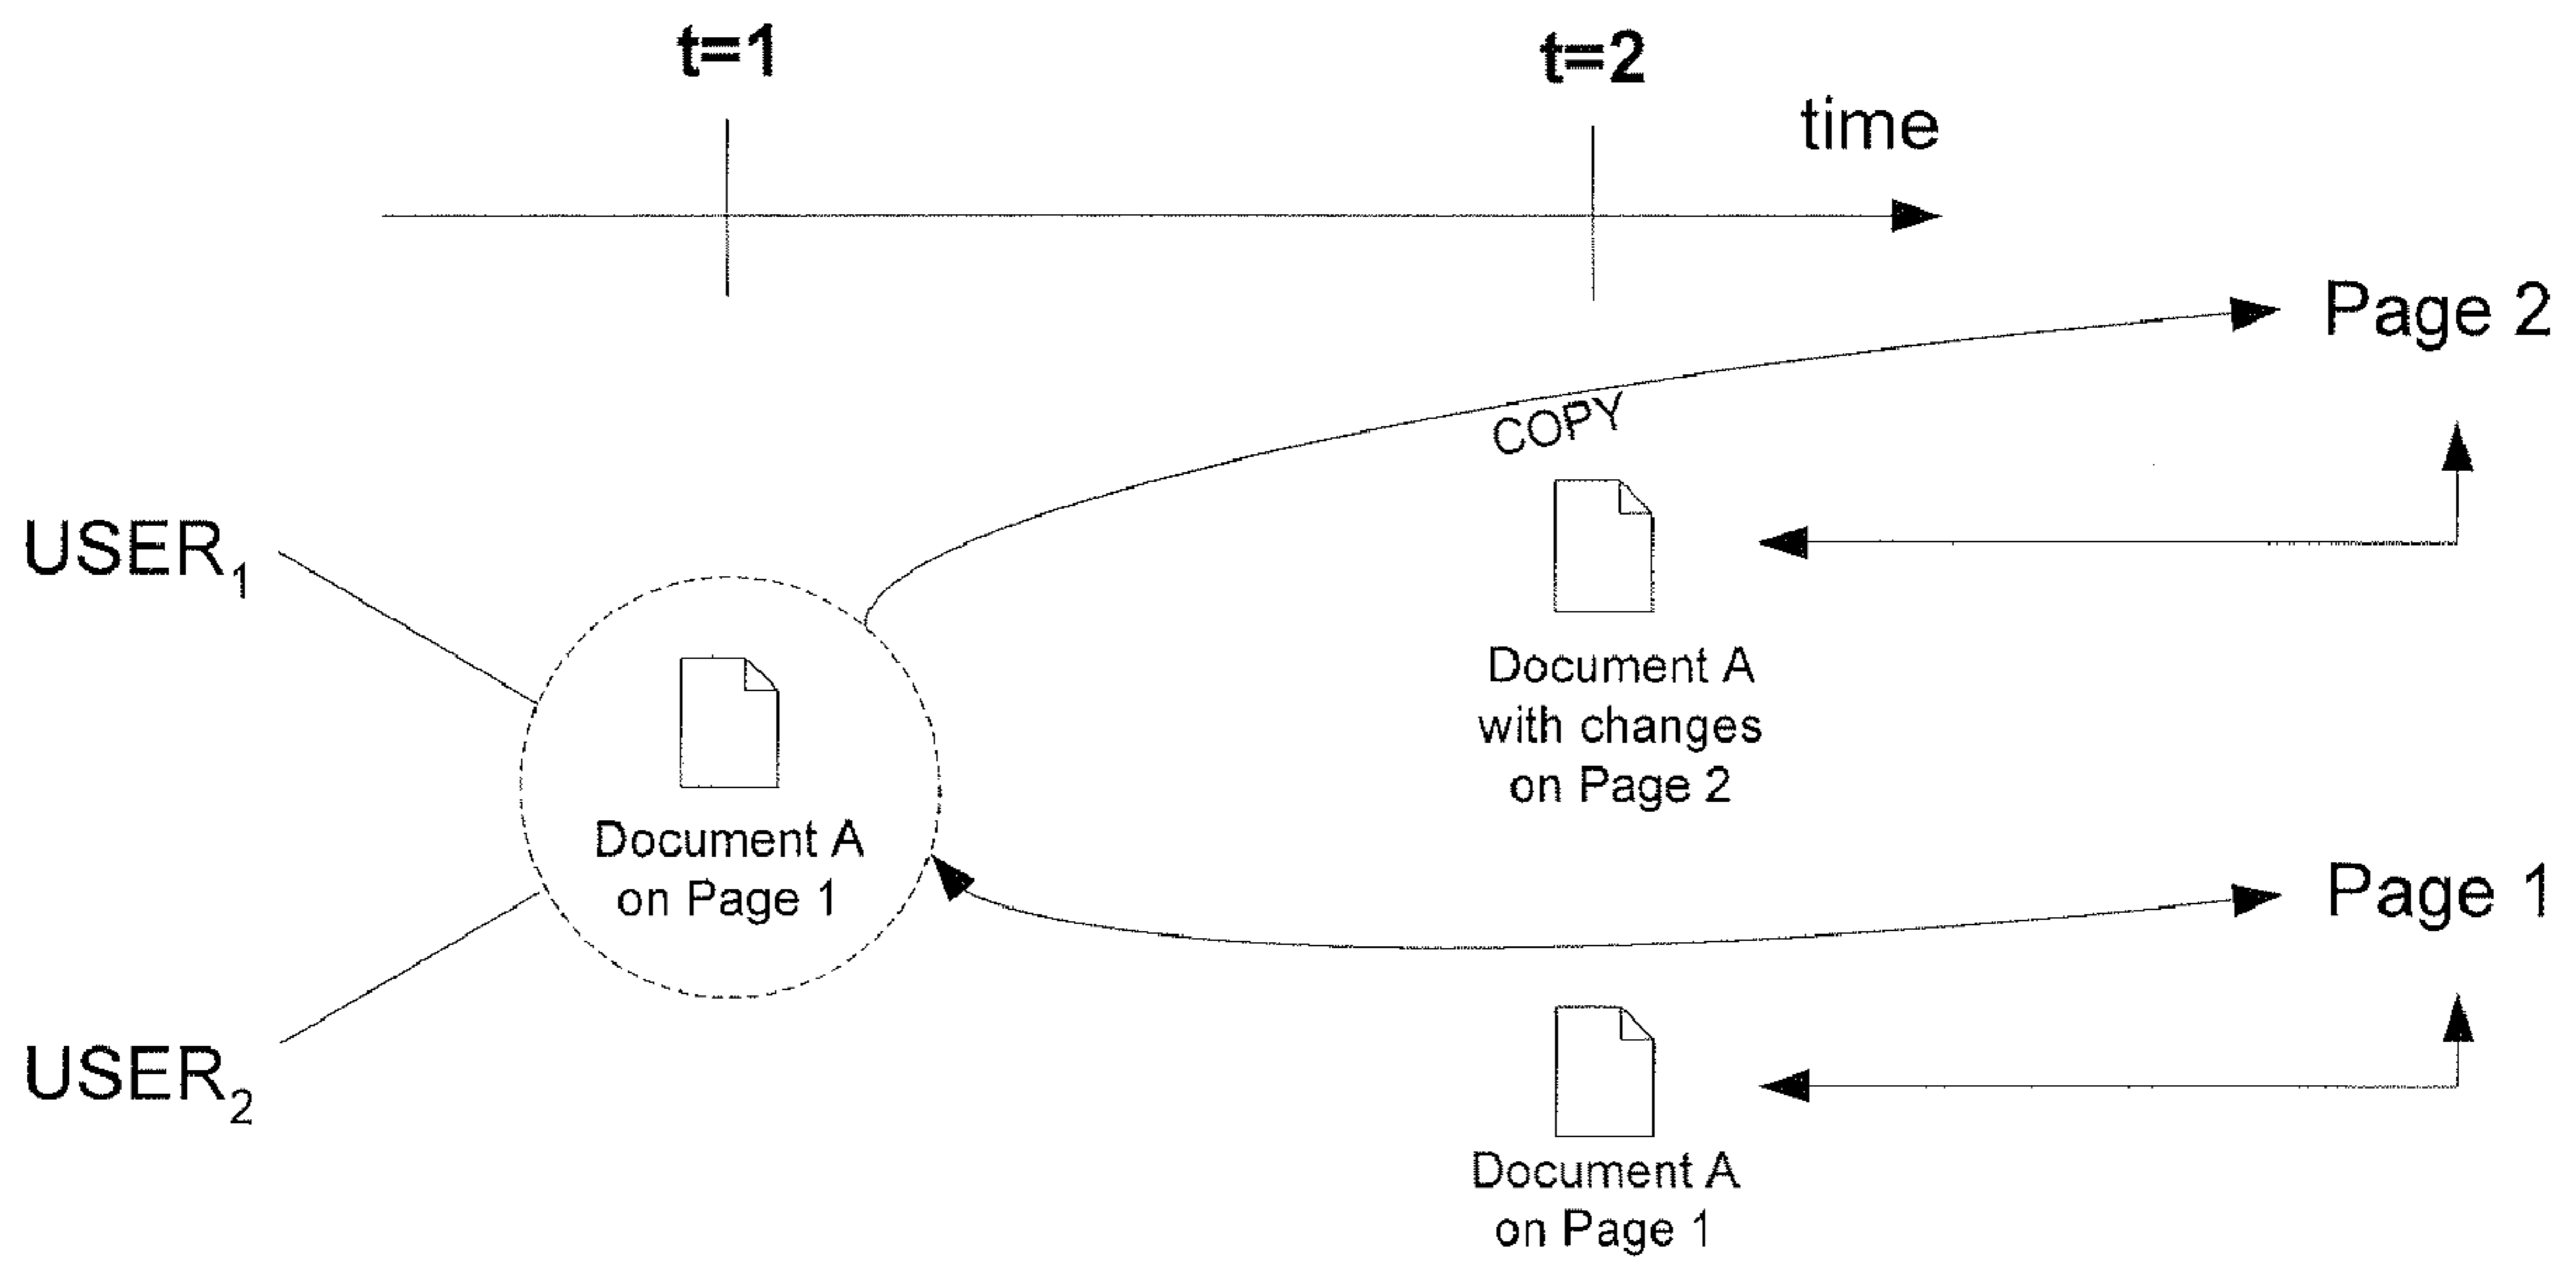 t=1
t=2
time
Page 2
COPY
USER1
Document A
with changes
on Page 2
Document A
on Page 1
Page 1
USER2
Document A
on Page 1